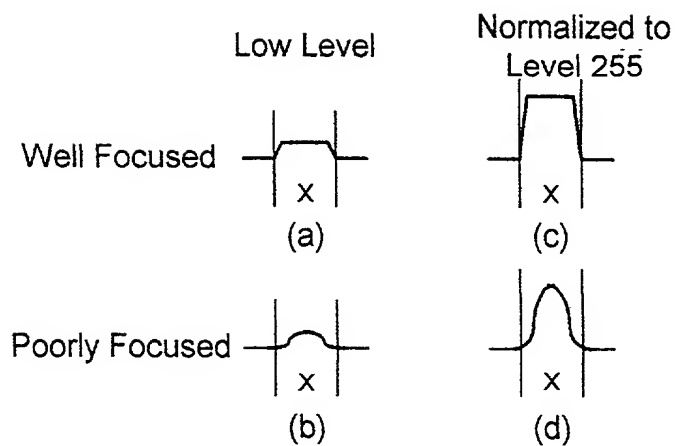 Low Level
Normalized to
Level 255
Well Focused
X
X
(a)
(c)
Poorly Focused
X
X
(b)
(d)